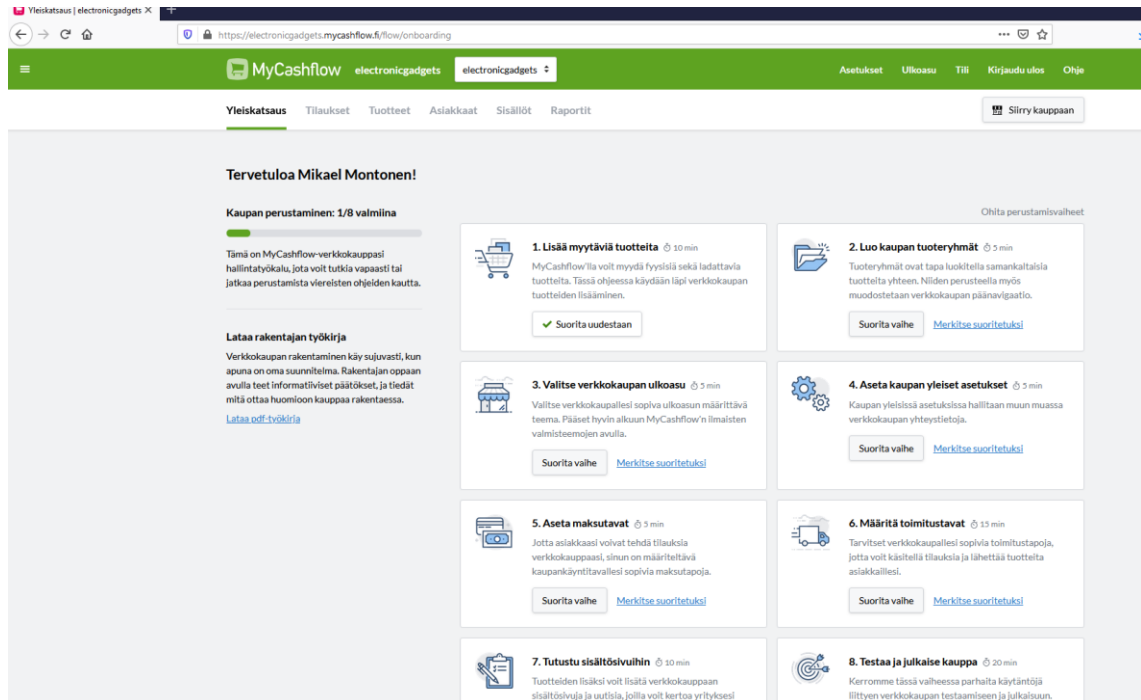 Yleiskatsaus | electronicgadgets
https://electronicgadgets.mycashflow.fi/flow/onboarding
MyCashflow electronicgadgets electronicgadgets Asetukset Ulkoasu Tili Kirjaudu ulos Ohje
Yleiskatsaus Tilaukset Tuotteet Asiakkaat Sisällöt Raportit Siirry kauppaan
Tervetuloa Mikael Montonen!
Kaupan perustaminen: 1/8 valmiina
Tämä on MyCashflow-verkkokauppasi
hallintatyökalu, jota voit tutkia vapaasti tai
jatkaa perustamista viereisten ohjeiden kautta.
Lataa rakentajan työkirja
Verkkokaupan rakentaminen käy sujuvasti, kun
apuna on oma suunnitelma. Rakentajan oppaan
avulla teet informatiiviset päätökset, ja tiedät
mitä ottaa huomioon kauppaa rakentaessa.
Lataa pdf-työkirja
Ohita perustamisvaiheet
1. Lisää myytäviä tuotteita 10 min
MyCashflow'lla voit myydä fyysisiä sekä ladattavia
tuotteita. Tässä ohjeessa käydään läpi verkkokaupan
tuotteiden lisääminen.
Suorita uudestaan
2. Luo kaupan tuoteryhmät 5 min
Tuoteryhmät ovat tapa luokitella samankaltaisia
tuotteita yhteen. Niiden perusteella myös
muodostetaan verkkokaupan päänavigaatio.
Suorita vaihe Merkitse suoritetuksi
3. Valitse verkkokaupan ulkoasu 5 min
Valitse verkkokaupallesi sopiva ulkoasun määrittävä
teema. Pääset hyvin alkuun MyCashflow'n ilmaisten
valmisteemojen avulla.
Suorita vaihe Merkitse suoritetuksi
4. Aseta kaupan yleiset asetukset 5 min
Kaupan yleisissä asetuksissa hallitaan muun muassa
verkkokaupan yhteystietoja.
Suorita vaihe Merkitse suoritetuksi
5. Aseta maksutavat 5 min
Jotta asiakkaasi voivat tehdä tilauksia
verkkokauppaasi, sinun on määriteltävä
kaupankäyntitavallesi sopivia maksutapoja.
Suorita vaihe Merkitse suoritetuksi
6. Määritä toimitustavat 15 min
Tarvitset verkkokaupallesi sopivia toimitustapoja,
jotta voit käsitellä tilauksia ja lähettää tuotteita
asiakkaillesi.
Suorita vaihe Merkitse suoritetuksi
7. Tutustu sisältösivuihin 10 min
Tuotteiden lisäksi voit lisätä verkkokauppaan
sisältösivuja ja uutisia, joilla voit kertoa yrityksesi
8. Testaa ja julkaise kauppa 20 min
Kerromme tässä vaiheessa parhaita käytäntöjä
liittyen verkkokaupan testaamiseen ja julkaisuun.